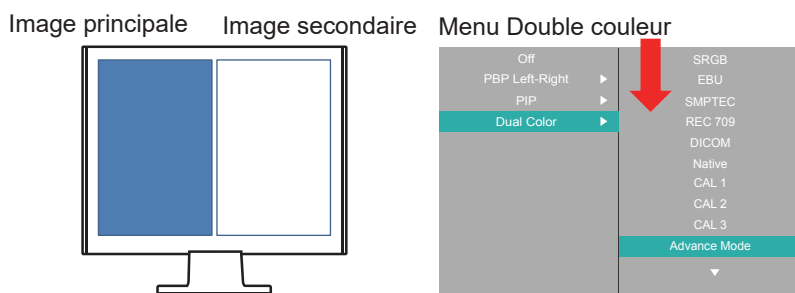 Image principale
Image secondaire
Menu Double couleur
Off
PBP Left-Right
PIP
Dual Color
SRGB
EBU
SMPTEC
REC 709
DICOM
Native
CAL 1
CAL 2
CAL 3
Advance Mode